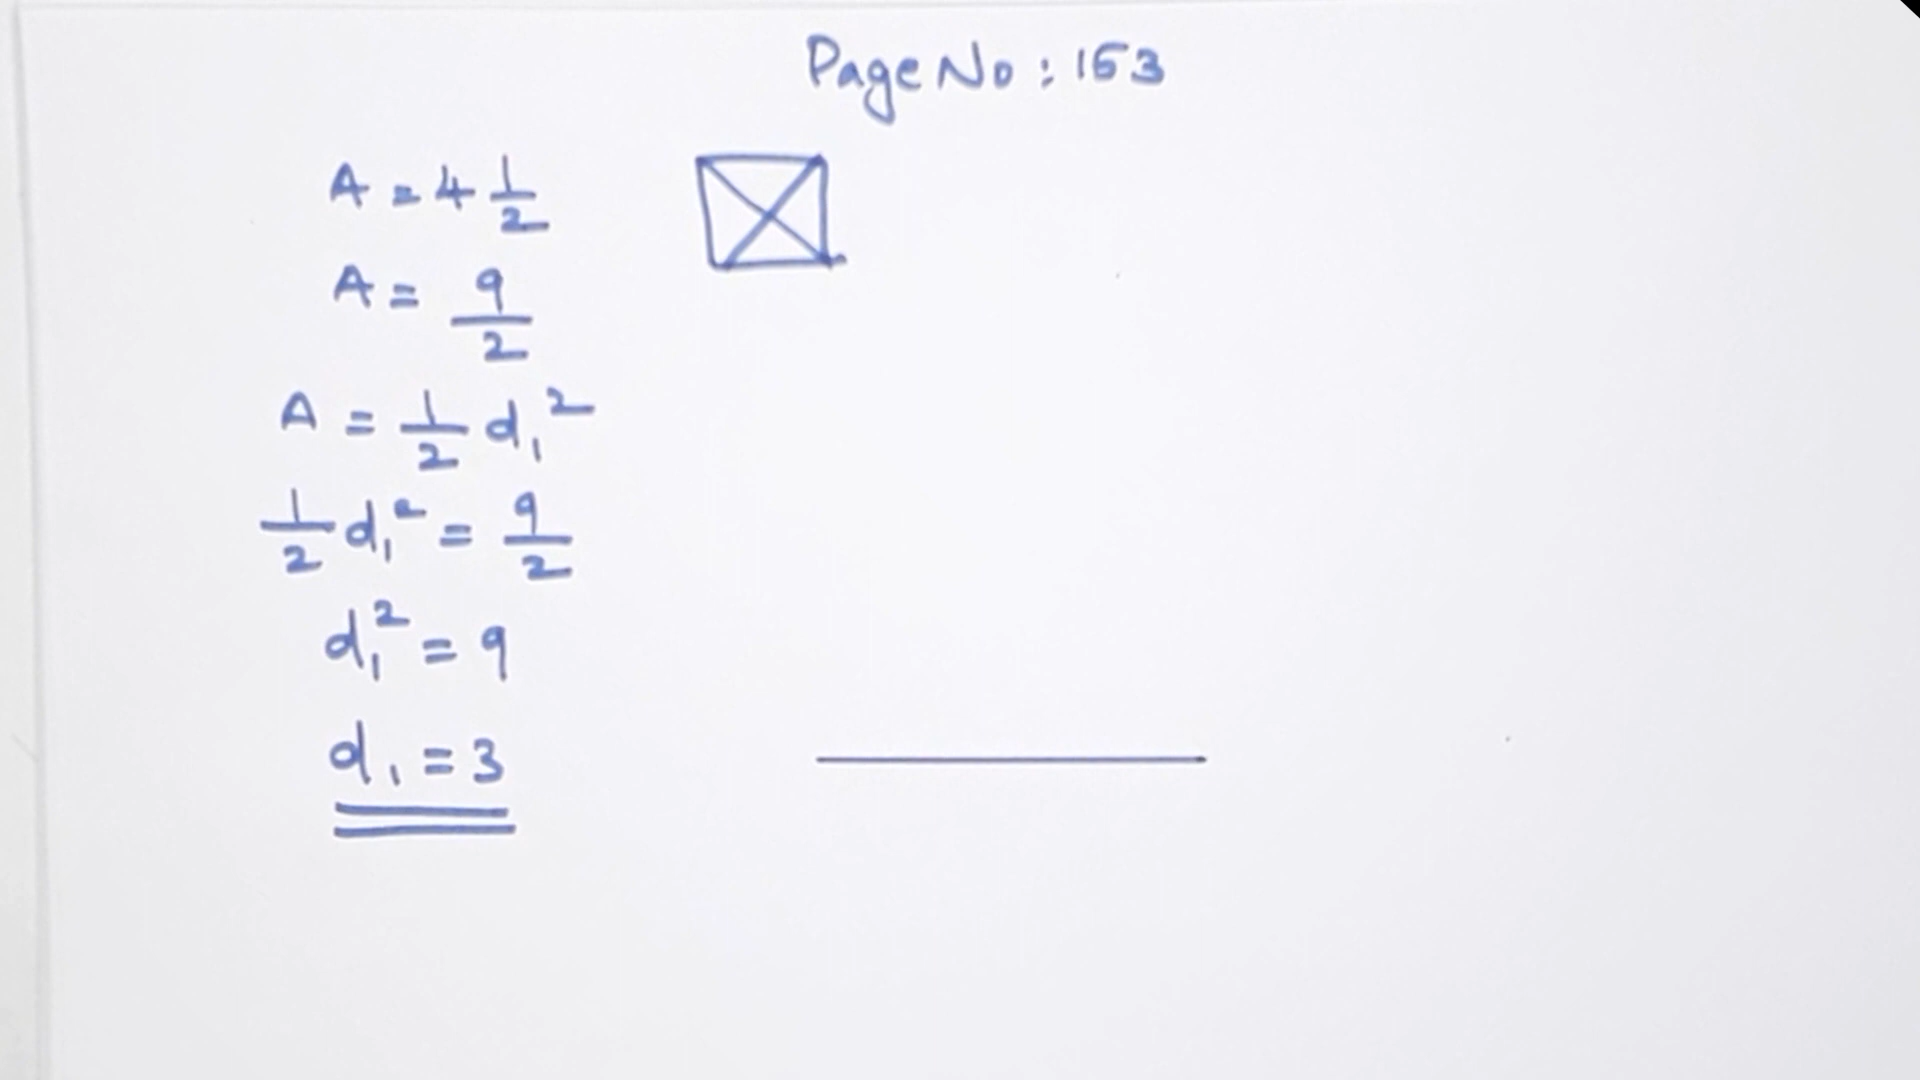 Page No : 153
A = 4 1/2
A = 9/2
A = 1/2 d₁²
1/2 d₁² = 9/2
d₁² = 9
d₁ = 3